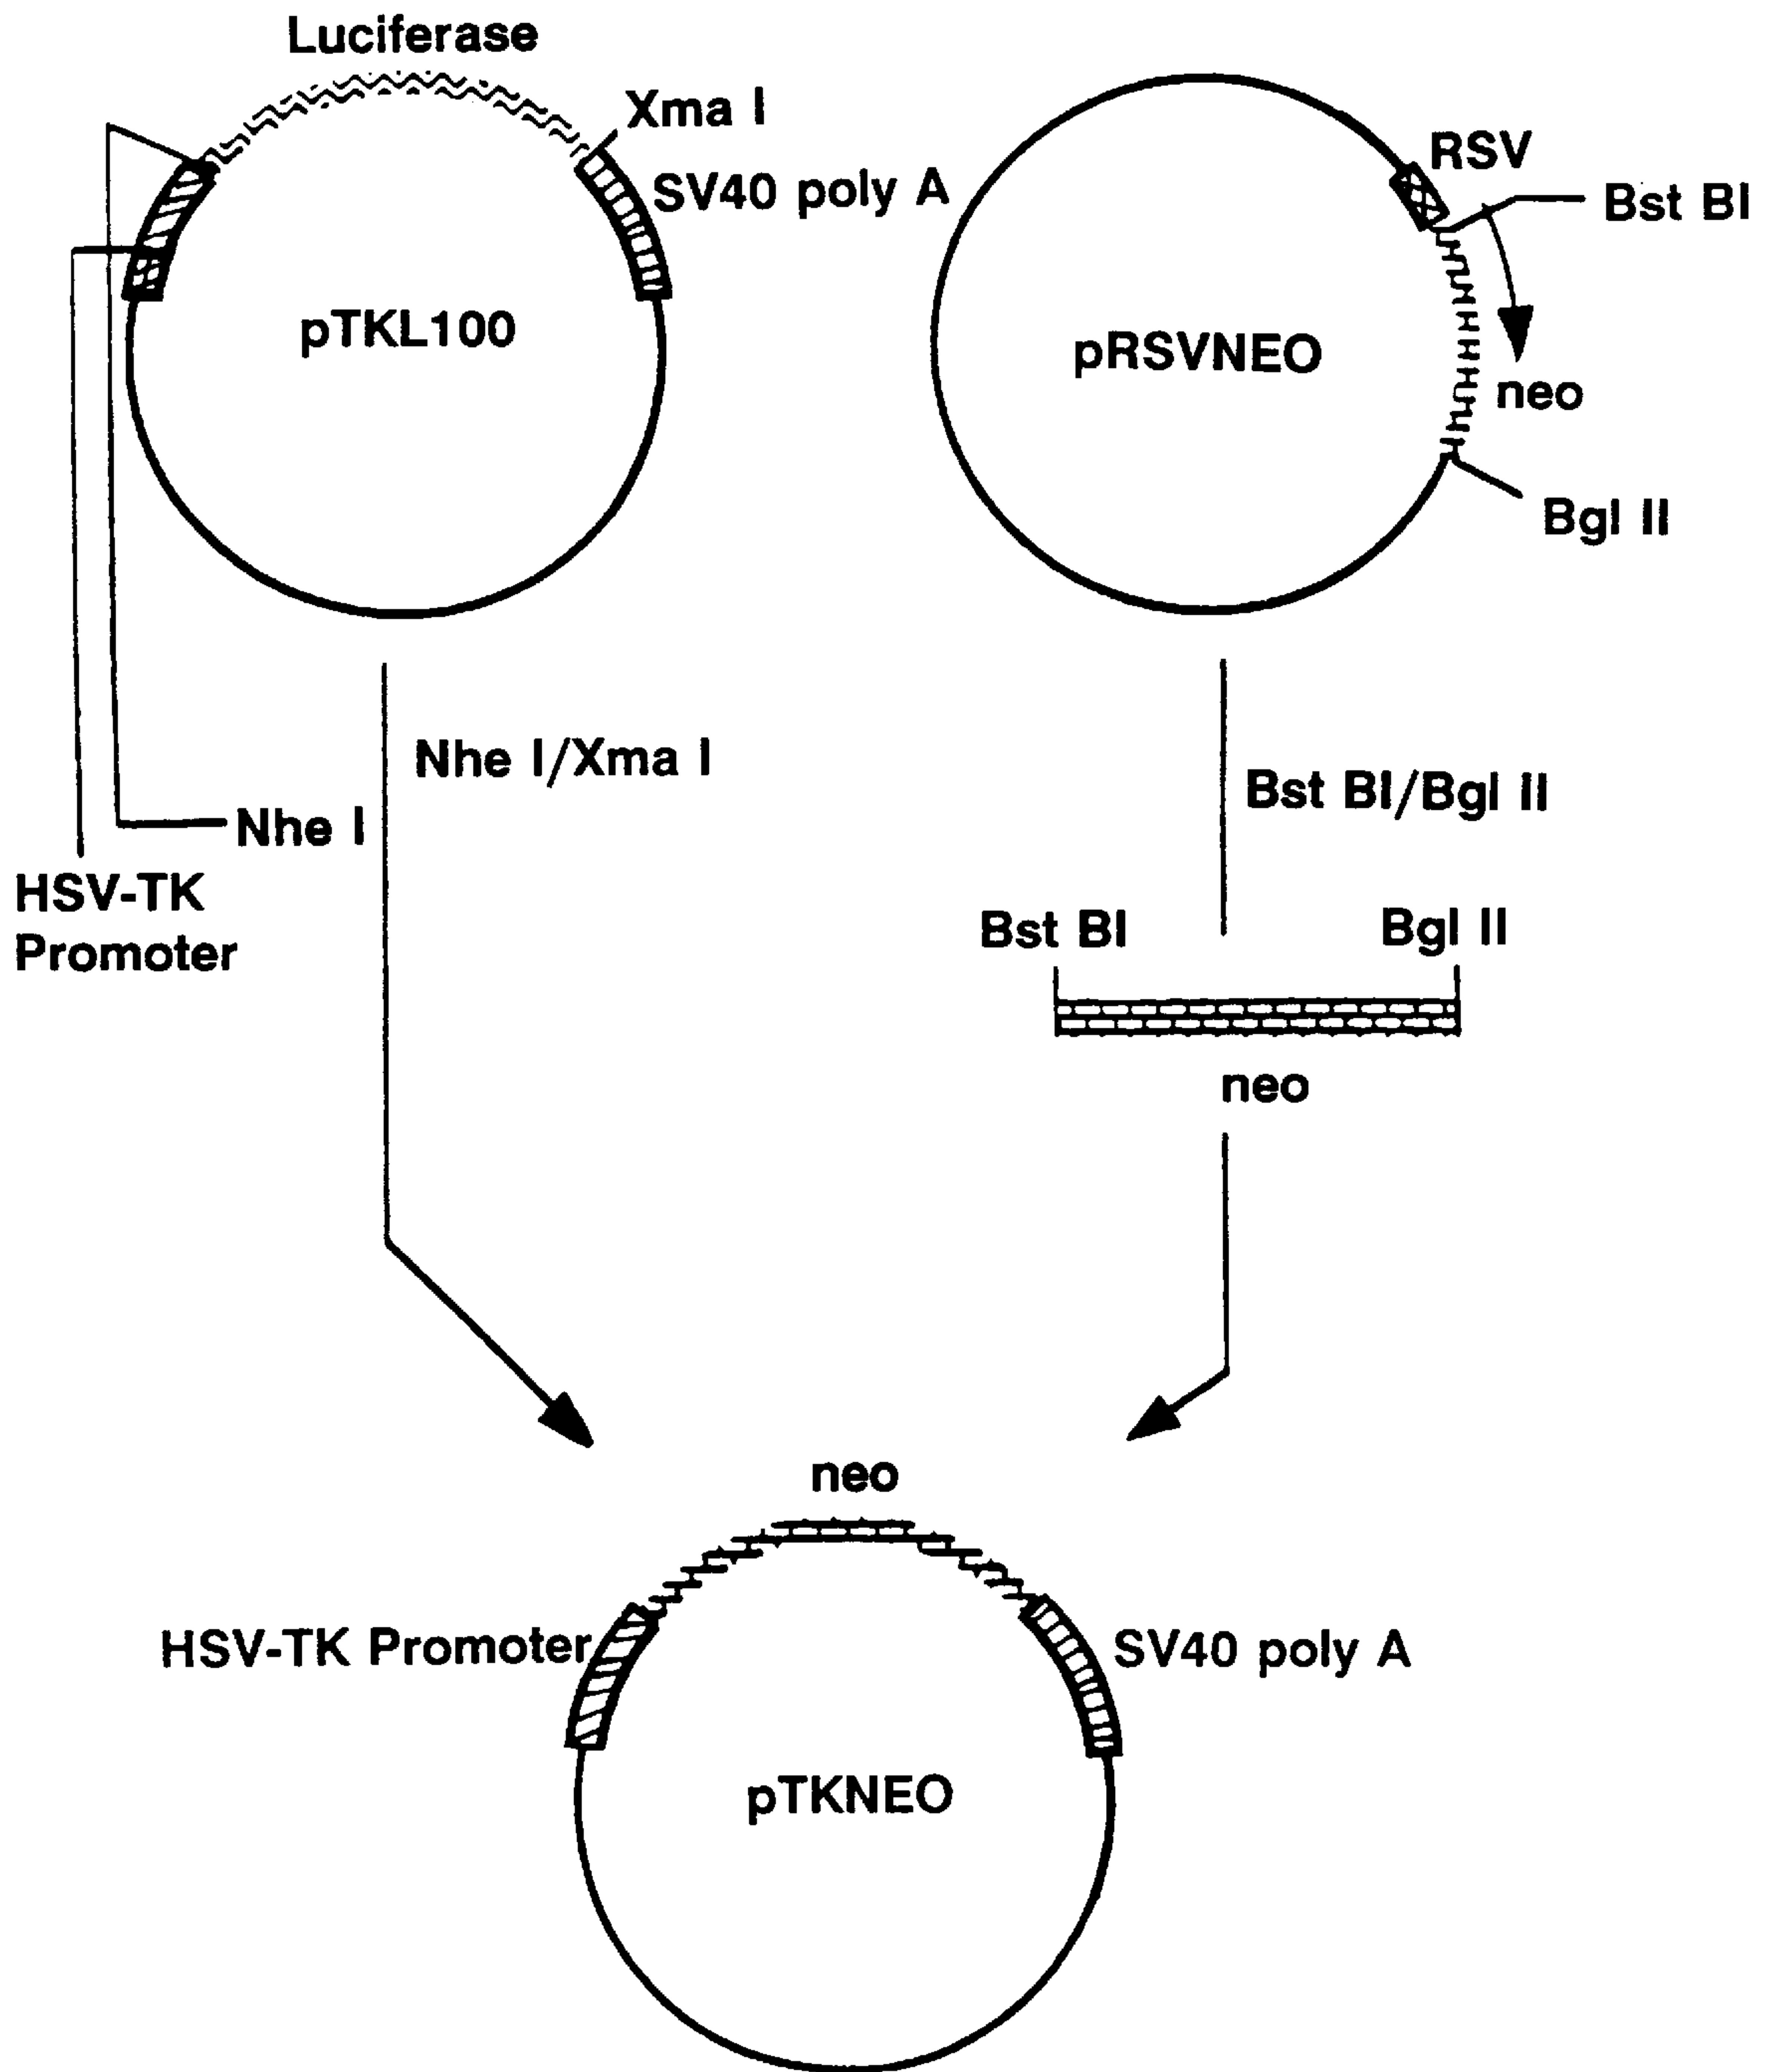 Luciferase
Xma I
SV40 poly A
pTKL100
RSV
Bst BI
pRSVNEO
neo
Bgl II
Nhe I/Xma I
Bst BI/Bgl II
Nhe I
HSV-TK
Promoter
Bst BI
Bgl II
neo
neo
HSV-TK Promoter
SV40 poly A
pTKNEO